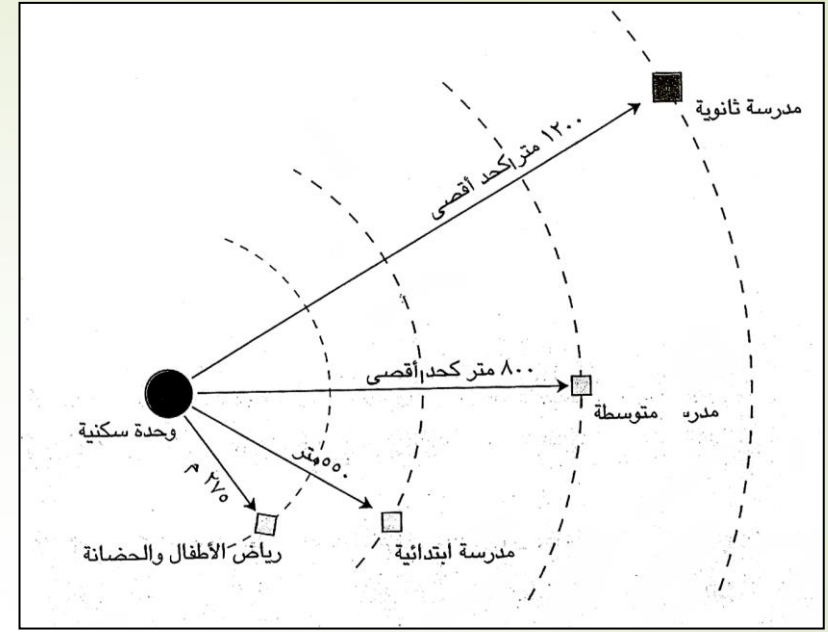 مدرسة ثانوية
١٢٠٠ متر كحد أقصى
٨٠٠ متر كحد أقصى
مدر متوسطة
وحدة سكنية
٥٥٠ متر
٢٧٥ م
مدرسة ابتدائية
رياض الأطفال والحضانة